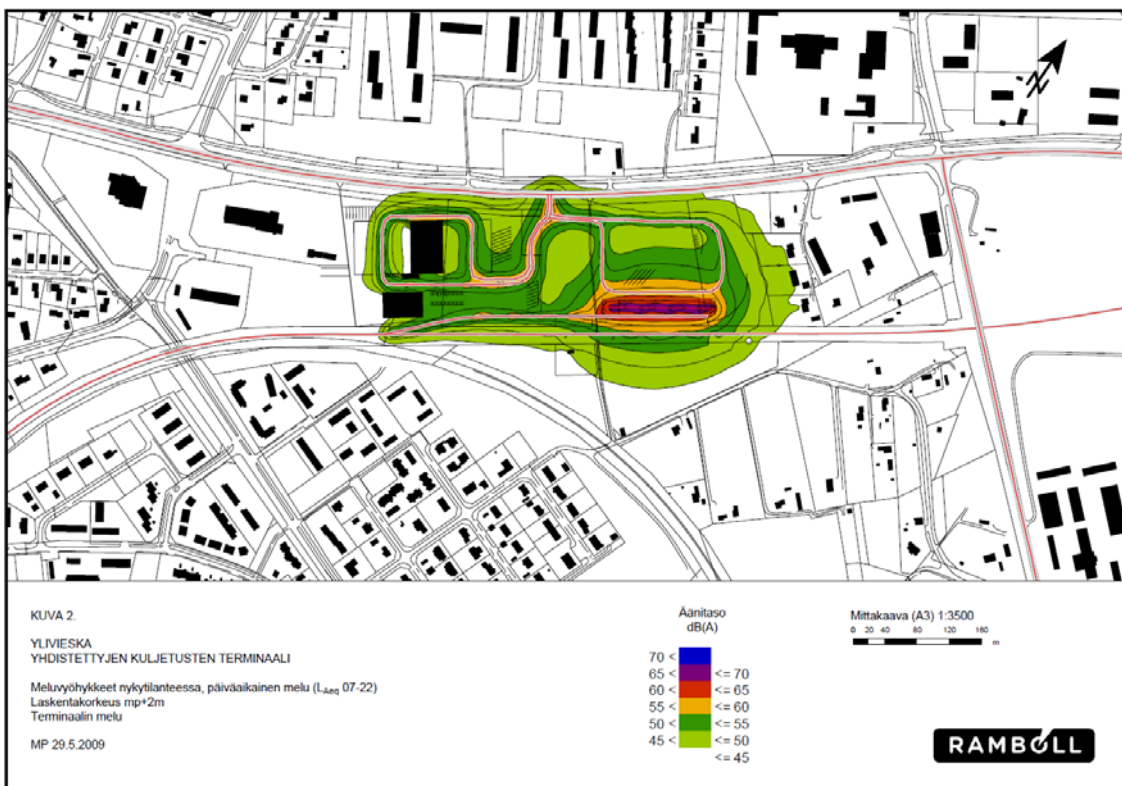 N
KUVA 2.
YLIVIESKA
YHDISTETTYJEN KULJETUSTEN TERMINAALI
Meluvyöhykkeet nykytilanteessa, päiväaikainen melu (LAeq 07-22)
Laskentakorkeus mp+2m
Terminaalin melu
MP 29.5.2009
Äänitaso
dB(A)
70 <
65 < <= 70
60 < <= 65
55 < <= 60
50 < <= 55
45 < <= 50
<= 45
Mittakaava (A3) 1:3500
0 20 40 80 120 160
m
RAMBOLL